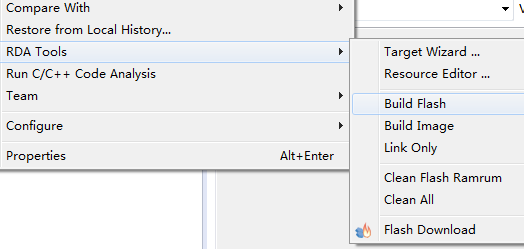 Compare With
Restore from Local History...
RDA Tools
Run C/C++ Code Analysis
Team
Configure
Properties Alt+Enter
Target Wizard ...
Resource Editor ...
Build Flash
Build Image
Link Only
Clean Flash Ramrum
Clean All
Flash Download